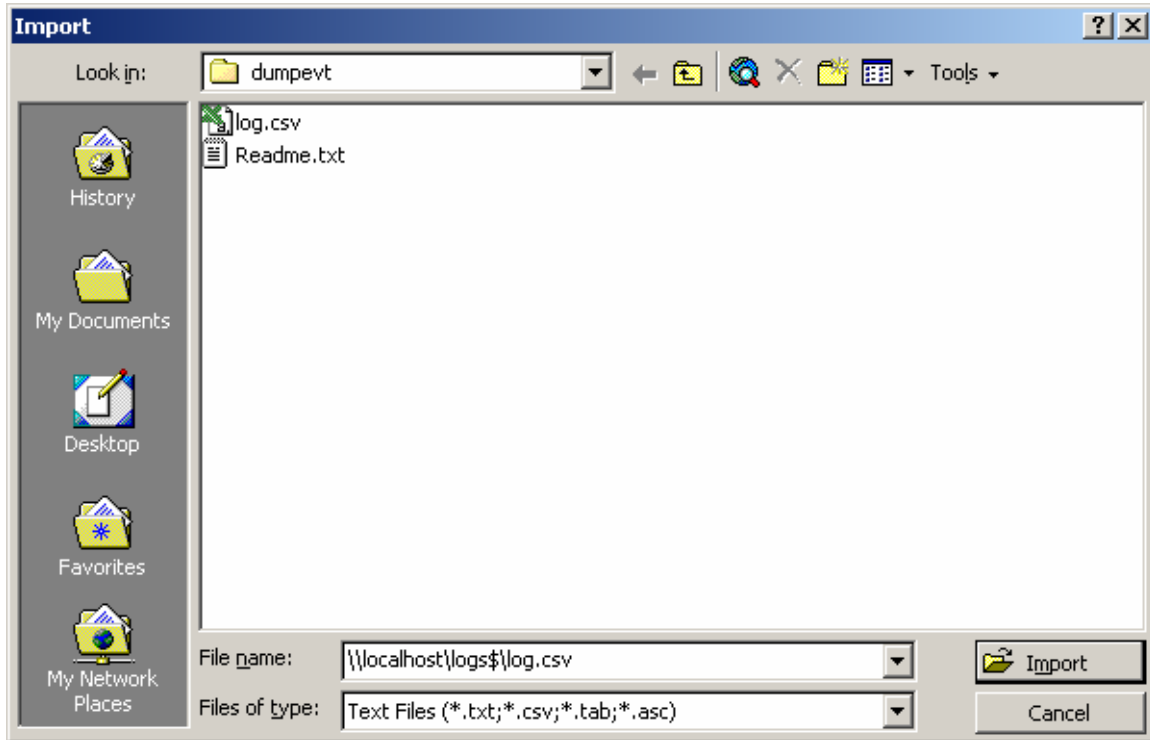 Import
Look in:
dumpevt
Tools
log.csv
Readme.txt
History
My Documents
Desktop
Favorites
My Network
Places
File name:
\\localhost\logs$\log.csv
Import
Files of type:
Text Files (*.txt;*.csv;*.tab;*.asc)
Cancel